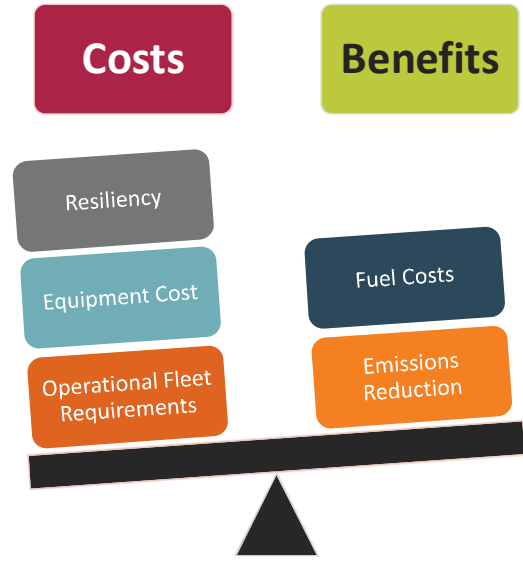 Costs
Benefits
Resiliency
Equipment Cost
Operational Fleet
Requirements
Fuel Costs
Emissions
Reduction